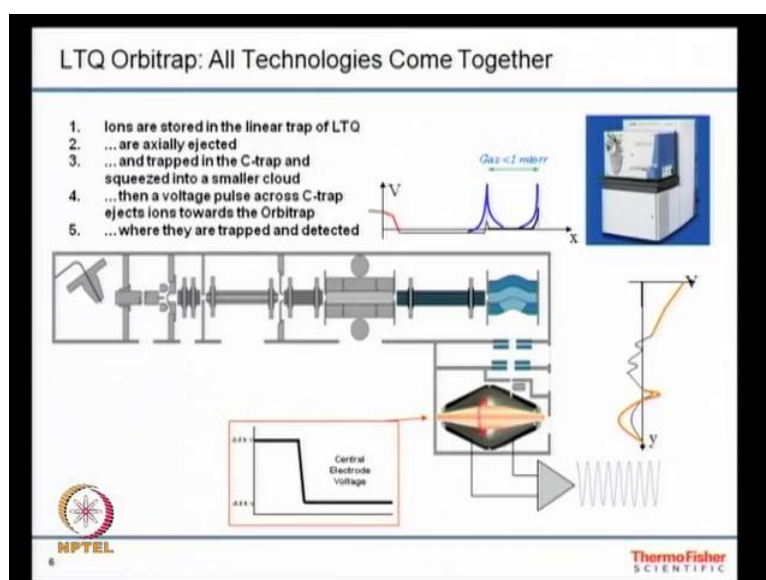 LTQ Orbitrap: All Technologies Come Together
1. Ions are stored in the linear trap of LTQ
2. …are axially ejected
3. …and trapped in the C-trap and
squeezed into a smaller cloud
4. …then a voltage pulse across C-trap
ejects ions towards the Orbitrap
5. …where they are trapped and detected
Gas <1 mtorr
V
x
V
y
Central
Electrode
Voltage
NPTEL
6
ThermoFisher
SCIENTIFIC